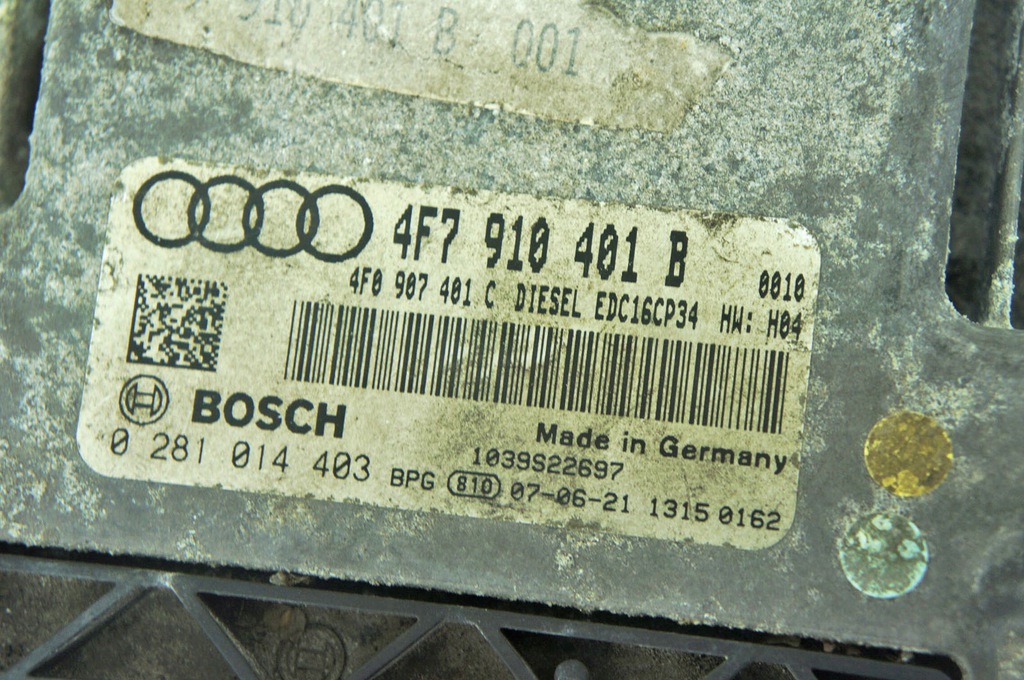 910 401 B 001
4F7 910 401 B 0010
4F0 907 401 C DIESEL EDC16CP34 HW: H04
BOSCH
Made in Germany
0 281 014 403 BPG 810 07-06-21 1315 0162
1039S22697